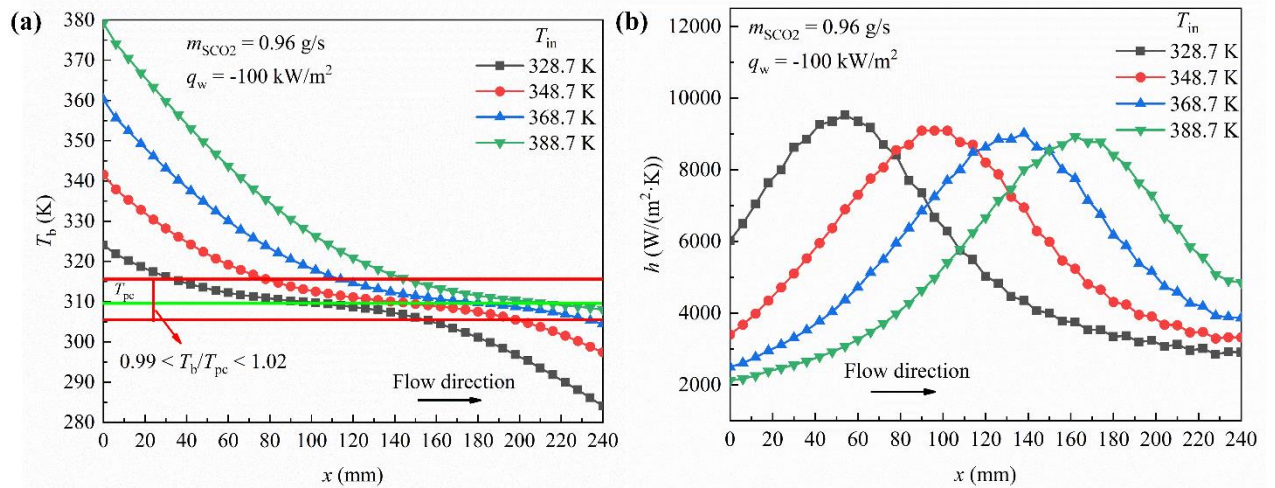 (a)
380
370
360
350
340
330
320
310
300
290
280
T_b (K)
m_SCO2 = 0.96 g/s
q_w = -100 kW/m²
T_in
328.7 K
348.7 K
368.7 K
388.7 K
T_pc
0.99 < T_b/T_pc < 1.02
Flow direction
0 20 40 60 80 100 120 140 160 180 200 220 240
x (mm)
(b)
12000
10000
8000
6000
4000
2000
h (W/(m²·K))
m_SCO2 = 0.96 g/s
q_w = -100 kW/m²
T_in
328.7 K
348.7 K
368.7 K
388.7 K
Flow direction
0 20 40 60 80 100 120 140 160 180 200 220 240
x (mm)